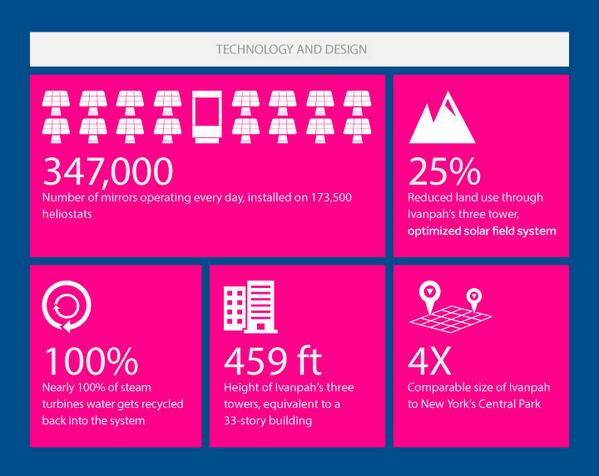 TECHNOLOGY AND DESIGN
347,000
Number of mirrors operating every day, installed on 173,500
heliostats
25%
Reduced land use through
Ivanpah's three tower,
optimized solar field system
100%
Nearly 100% of steam
turbines water gets recycled
back into the system
459 ft
Height of Ivanpah's three
towers, equivalent to a
33-story building
4X
Comparable size of Ivanpah
to New York's Central Park